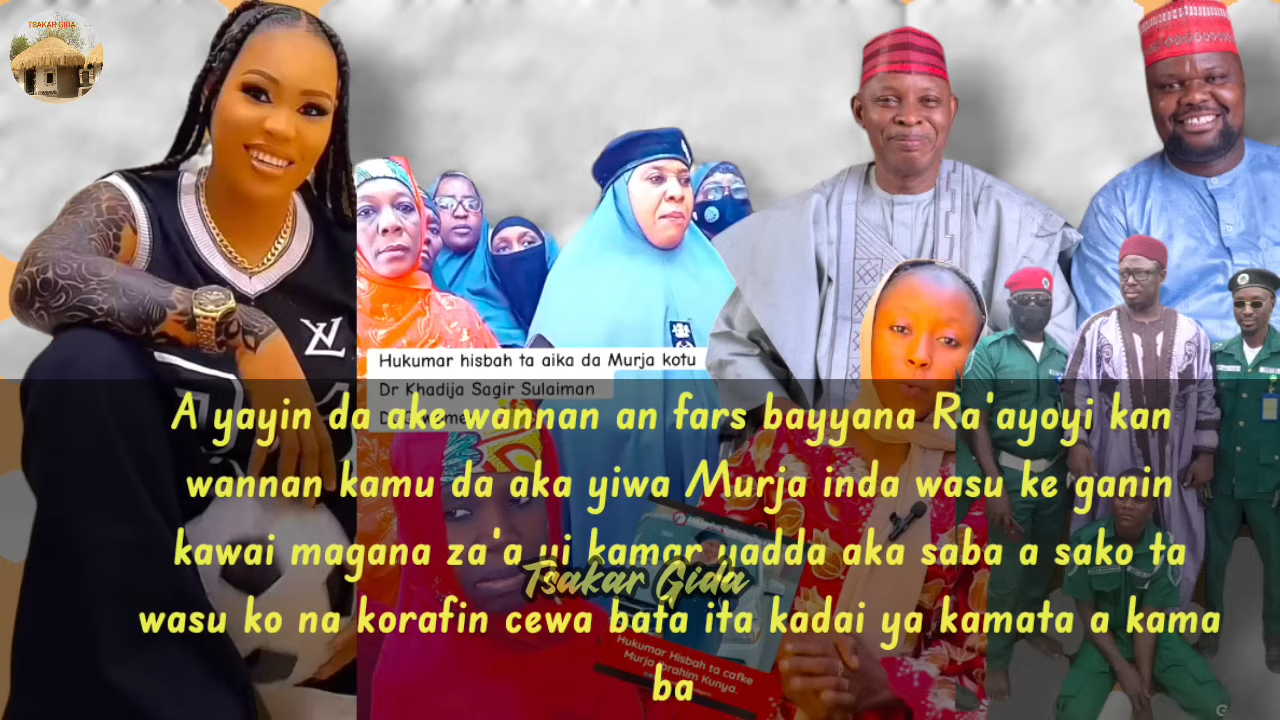 TSAKAR GIDA
Hukumar hisbah ta aika da Murja kotu
Dr Khadija Sagir Sulaiman
A yayin da ake wannan an fars bayyana Ra'ayoyi kan
wannan kamu da aka yiwa Murja inda wasu ke ganin
kawai magana za'a yi kamar yadda aka saba a sako ta
Tsakar Gida
wasu ko na korafin cewa bata ita kadai ya kamata a kama
ba
Hukumar Hisbah ta cafke
Murja Ibrahim Kunya.